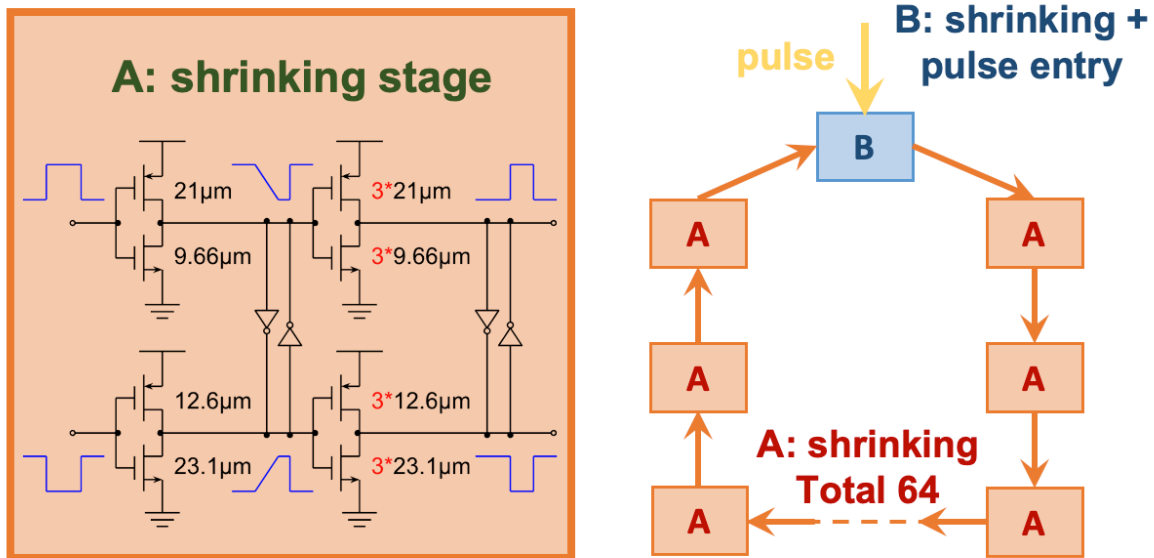 A: shrinking stage
21µm
3*21µm
9.66µm
3*9.66µm
12.6µm
3*12.6µm
23.1µm
3*23.1µm
B: shrinking +
pulse entry
pulse
B
A
A
A
A
A: shrinking
Total 64
A
A